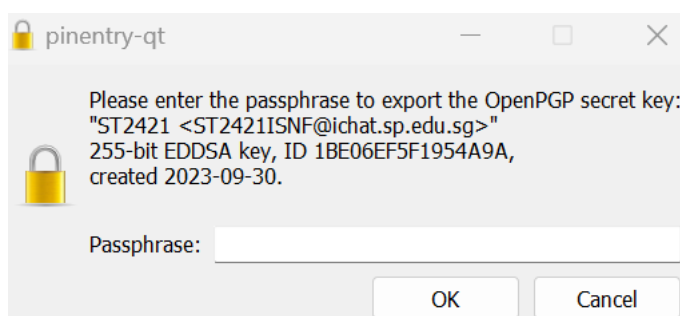 pinentry-qt
Please enter the passphrase to export the OpenPGP secret key:
"ST2421 <ST2421ISNF@ichat.sp.edu.sg>"
255-bit EDDSA key, ID 1BE06EF5F1954A9A,
created 2023-09-30.
Passphrase:
OK Cancel